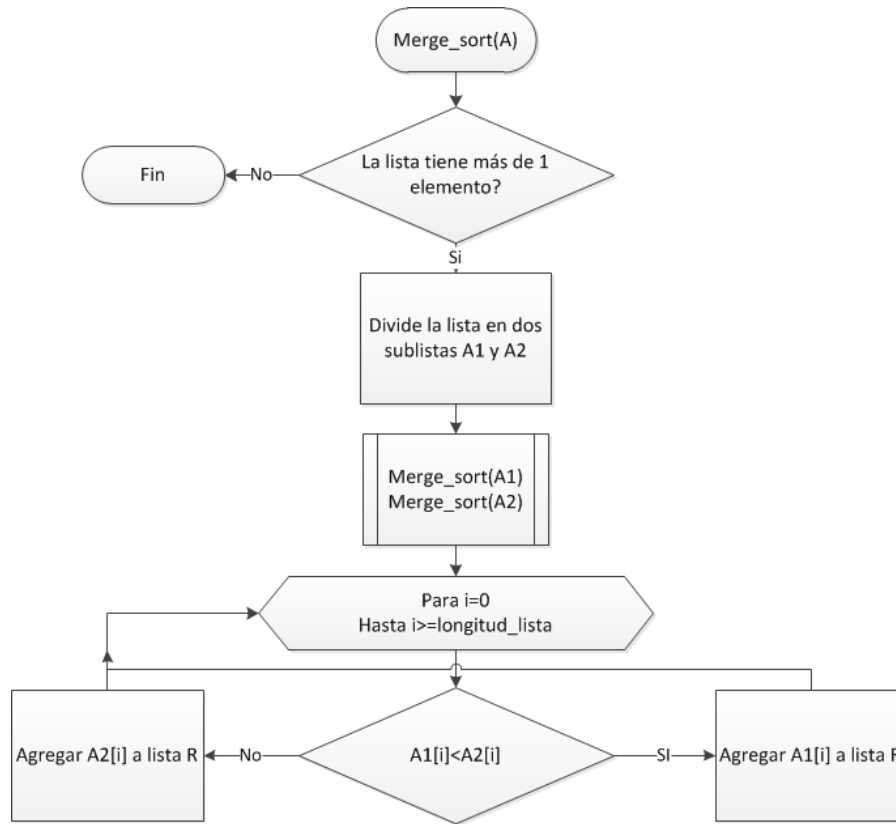 Merge_sort(A)
La lista tiene más de 1
elemento?
No
Fin
Si
Divide la lista en dos
sublistas A1 y A2
Merge_sort(A1)
Merge_sort(A2)
Para i=0
Hasta i>=longitud_lista
Agregar A2[i] a lista R
No
A1[i]<A2[i]
SI
Agregar A1[i] a lista R